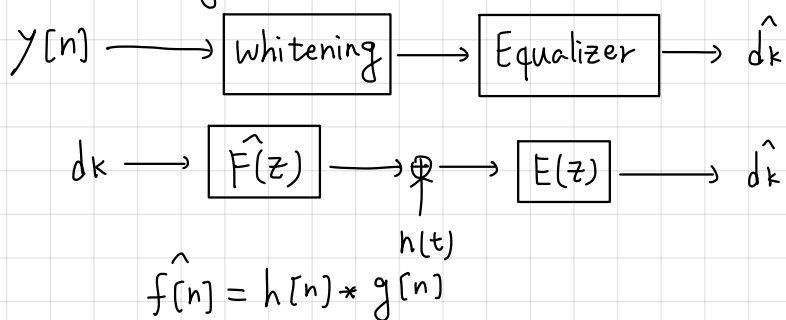 y[n] → whitening → Equalizer → d̂k
dk → F̂(z) → ⊕ → E(z) → d̂k
n(t)
f̂[n] = h[n] * g[n]